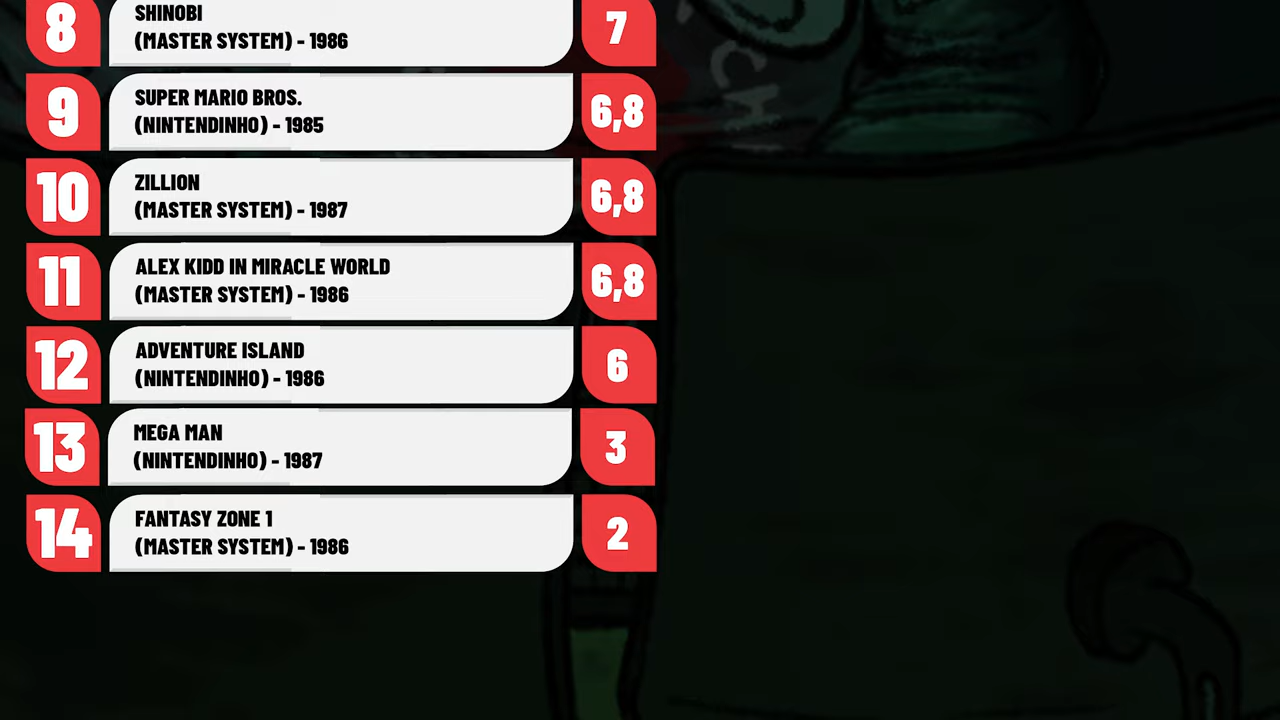 8
SHINOBI
(MASTER SYSTEM) - 1986
7
9
SUPER MARIO BROS.
(NINTENDINHO) - 1985
6,8
10
ZILLION
(MASTER SYSTEM) - 1987
6,8
11
ALEX KIDD IN MIRACLE WORLD
(MASTER SYSTEM) - 1986
6,8
12
ADVENTURE ISLAND
(NINTENDINHO) - 1986
6
13
MEGA MAN
(NINTENDINHO) - 1987
3
14
FANTASY ZONE 1
(MASTER SYSTEM) - 1986
2